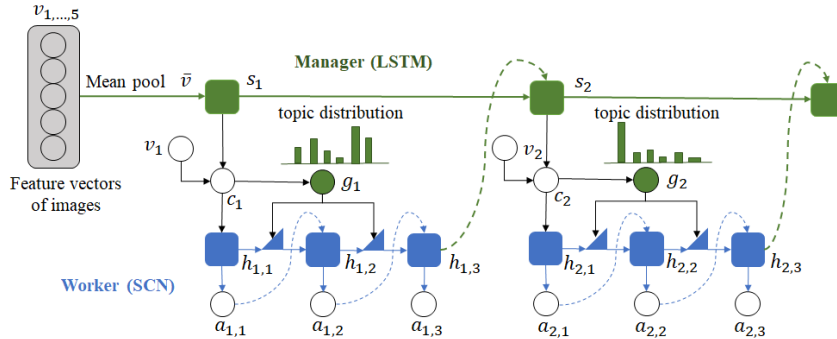 v1,…,5
Mean pool v̄
s1
Manager (LSTM)
s2
topic distribution
topic distribution
v1
v2
Feature vectors
of images
c1
g1
c2
g2
h1,1
h1,2
h1,3
h2,1
h2,2
h2,3
Worker (SCN)
a1,1
a1,2
a1,3
a2,1
a2,2
a2,3